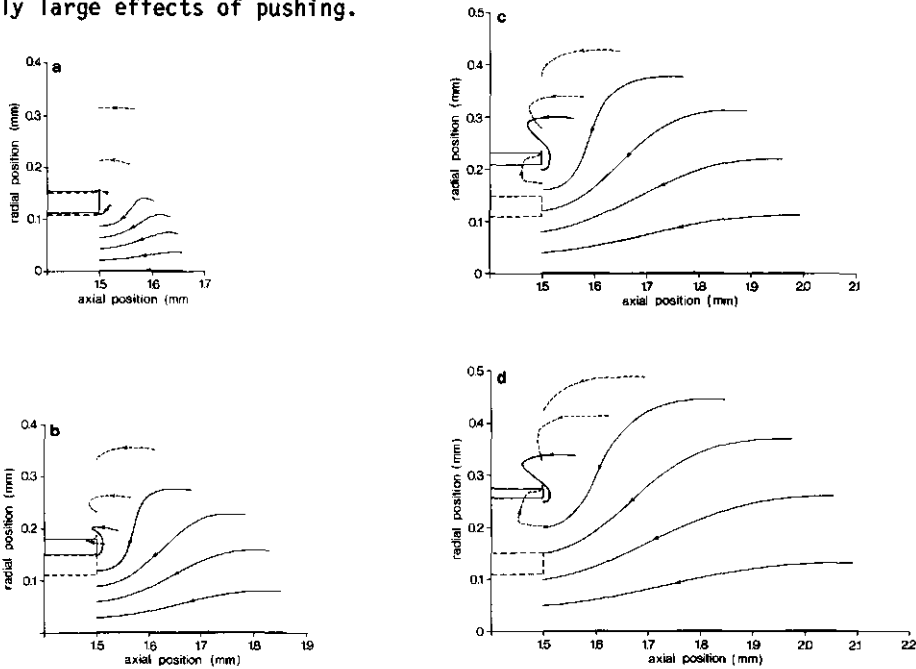 ly large effects of pushing.
a
0.4
0.3
0.2
0.1
0
radial position (mm)
15 16 17
axial position (mm
c
0.5
0.4
0.3
0.2
0.1
0
radial position (mm)
15 16 17 18 19 20 21
axial position (mm)
b
0.4
0.3
0.2
0.1
radial position (mm)
15 16 17 18 19
axial position (mm)
d
0.5
0.4
0.3
0.2
0.1
0
radial position (mm)
15 16 17 18 19 20 21 22
axial position (mm)